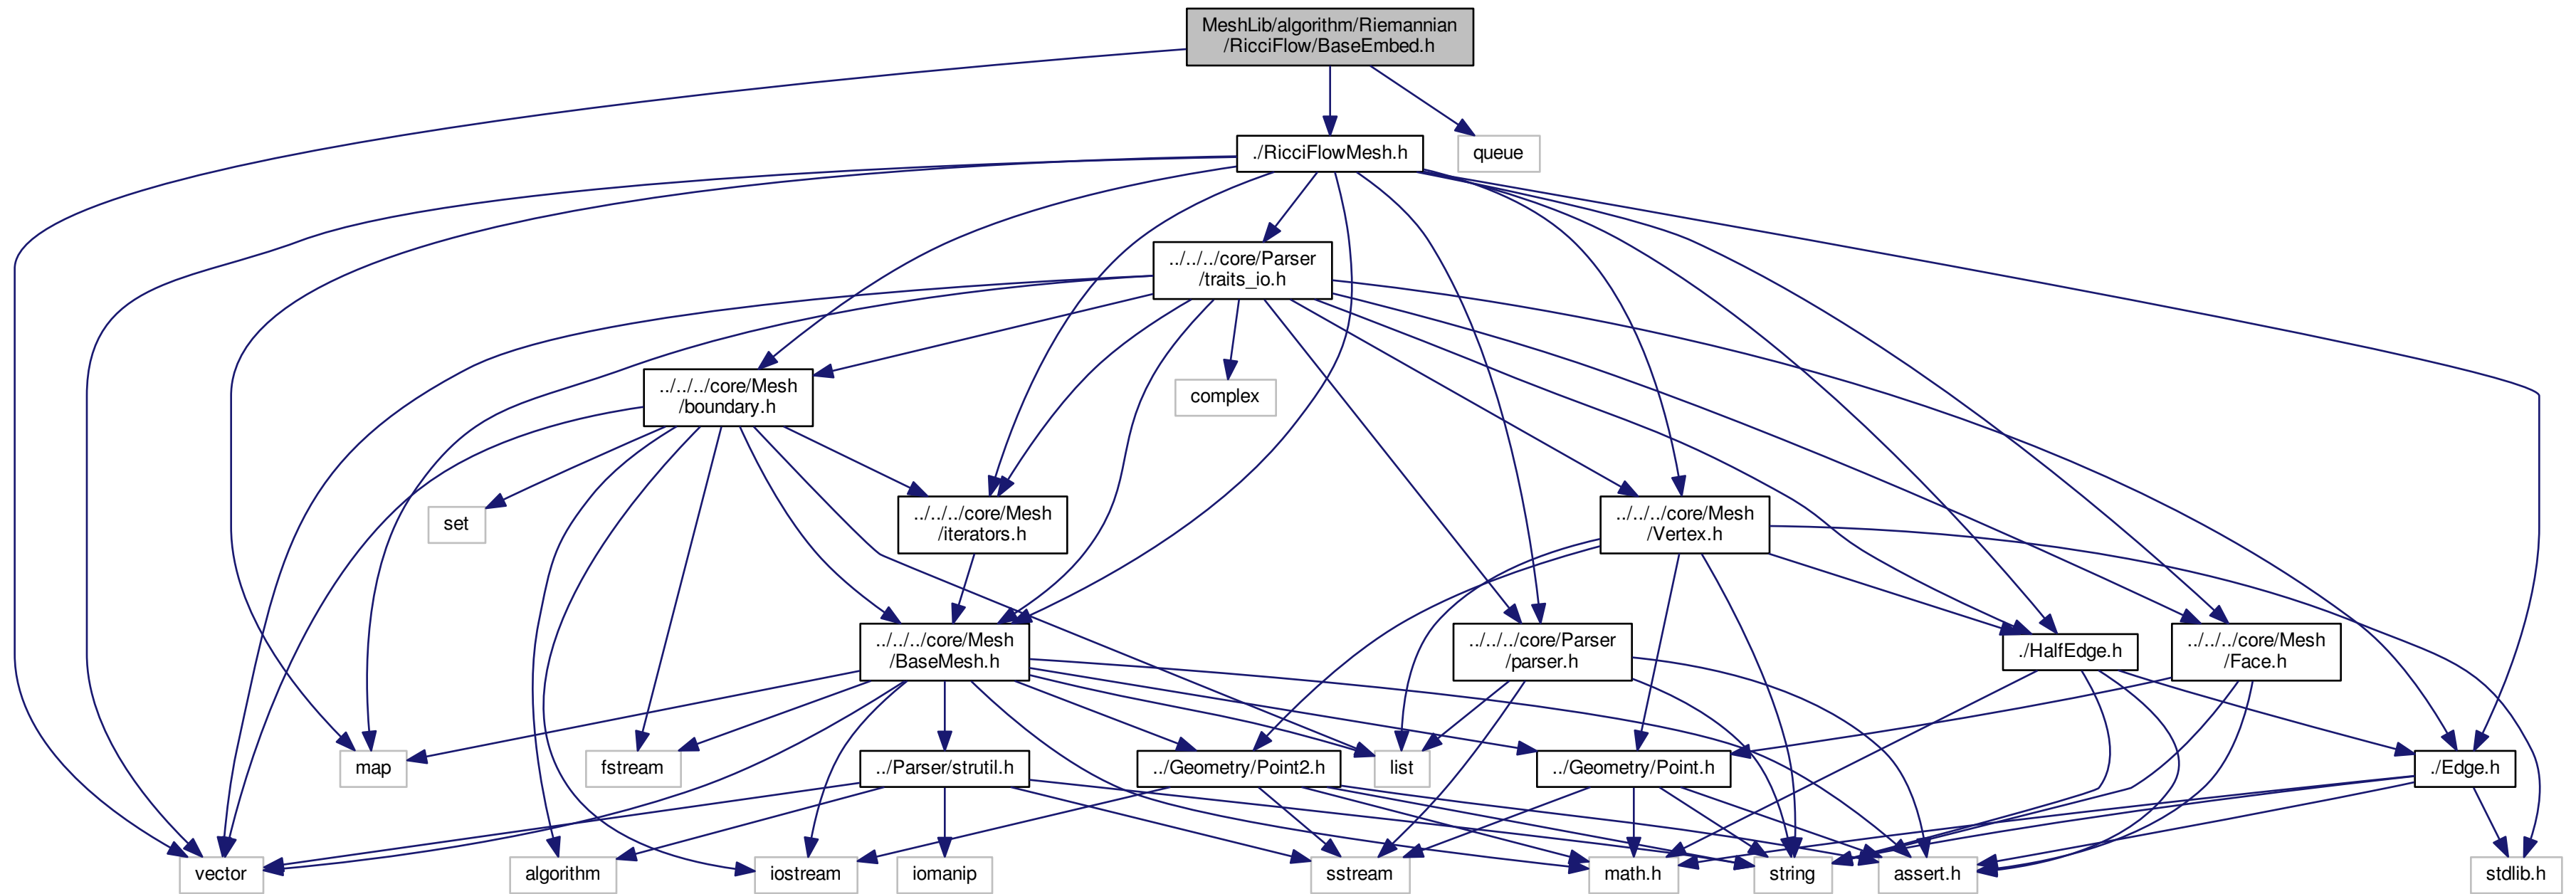 MeshLib/algorithm/Riemannian
/RicciFlow/BaseEmbed.h
./RicciFlowMesh.h
queue
../../../core/Parser
/traits_io.h
../../../core/Mesh
/boundary.h
complex
set
../../../core/Mesh
/iterators.h
../../../core/Mesh
/Vertex.h
../../../core/Mesh
/BaseMesh.h
../../../core/Parser
/parser.h
./HalfEdge.h
../../../core/Mesh
/Face.h
map
fstream
../Parser/strutil.h
../Geometry/Point2.h
list
../Geometry/Point.h
./Edge.h
vector
algorithm
iostream
iomanip
sstream
math.h
string
assert.h
stdlib.h